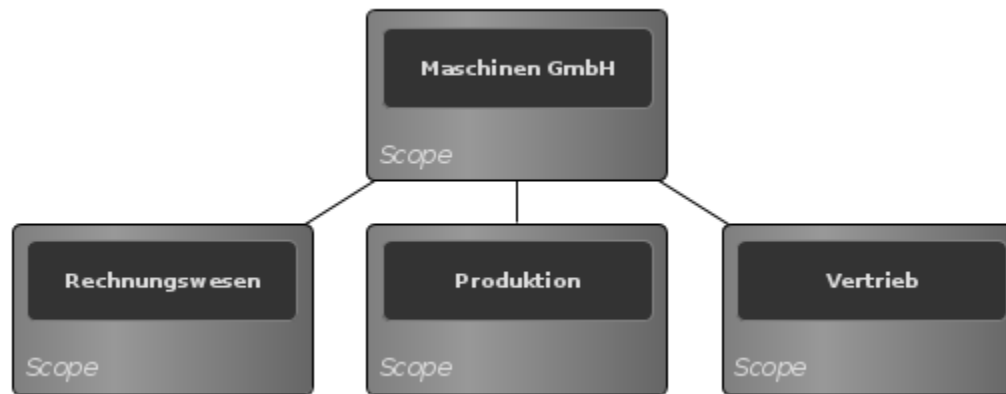 Maschinen GmbH
Scope
Rechnungswesen
Produktion
Vertrieb
Scope
Scope
Scope